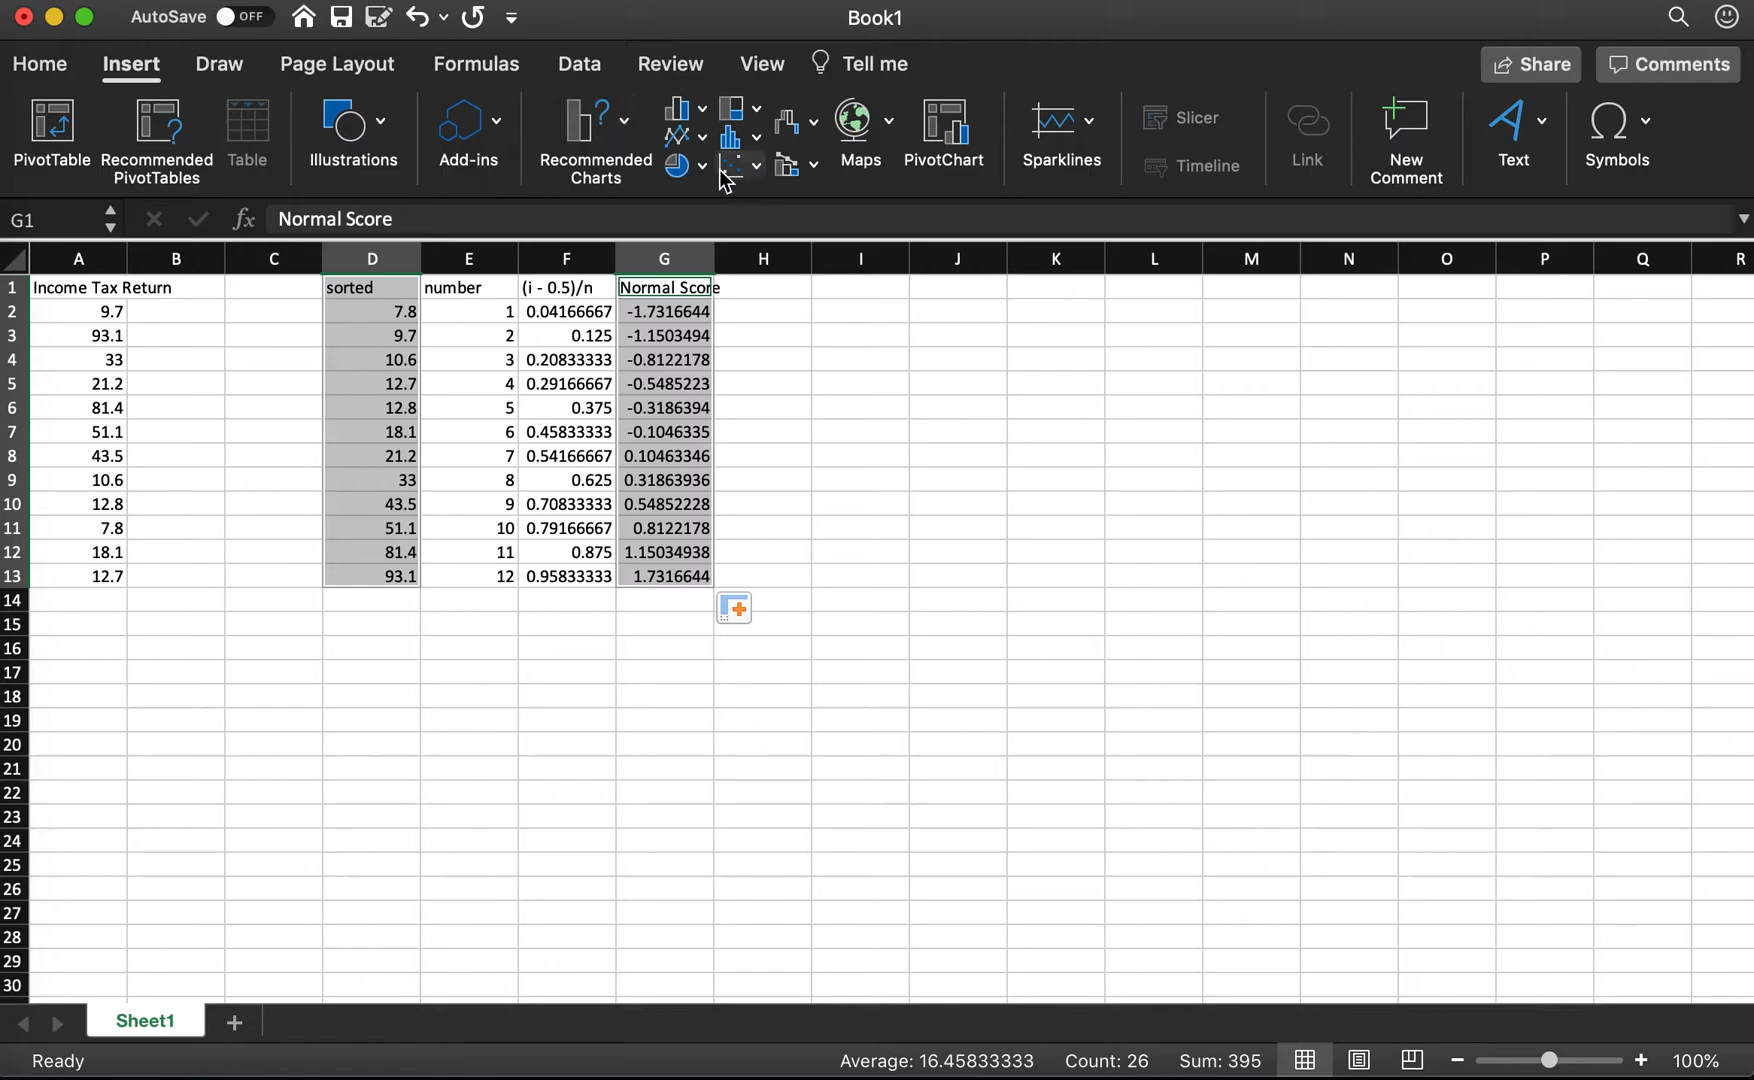 AutoSave OFF Book1
Home Insert Draw Page Layout Formulas Data Review View Tell me Share Comments
PivotTable Recommended PivotTables Table Illustrations Add-ins Recommended Charts Maps PivotChart Sparklines Slicer Timeline Link New Comment Text Symbols
G1 fx Normal Score
A B C D E F G H I J K L M N O P Q R
1 Income Tax Return sorted number (i - 0.5)/n Normal Score
2 9.7 7.8 1 0.04166667 -1.7316644
3 93.1 9.7 2 0.125 -1.1503494
4 33 10.6 3 0.20833333 -0.8122178
5 21.2 12.7 4 0.29166667 -0.5485223
6 81.4 12.8 5 0.375 -0.3186394
7 51.1 18.1 6 0.45833333 -0.1046335
8 43.5 21.2 7 0.54166667 0.10463346
9 10.6 33 8 0.625 0.31863936
10 12.8 43.5 9 0.70833333 0.54852228
11 7.8 51.1 10 0.79166667 0.8122178
12 18.1 81.4 11 0.875 1.15034938
13 12.7 93.1 12 0.95833333 1.7316644
14
15
16
17
18
19
20
21
22
23
24
25
26
27
28
29
30
Sheet1
Ready Average: 16.45833333 Count: 26 Sum: 395 100%